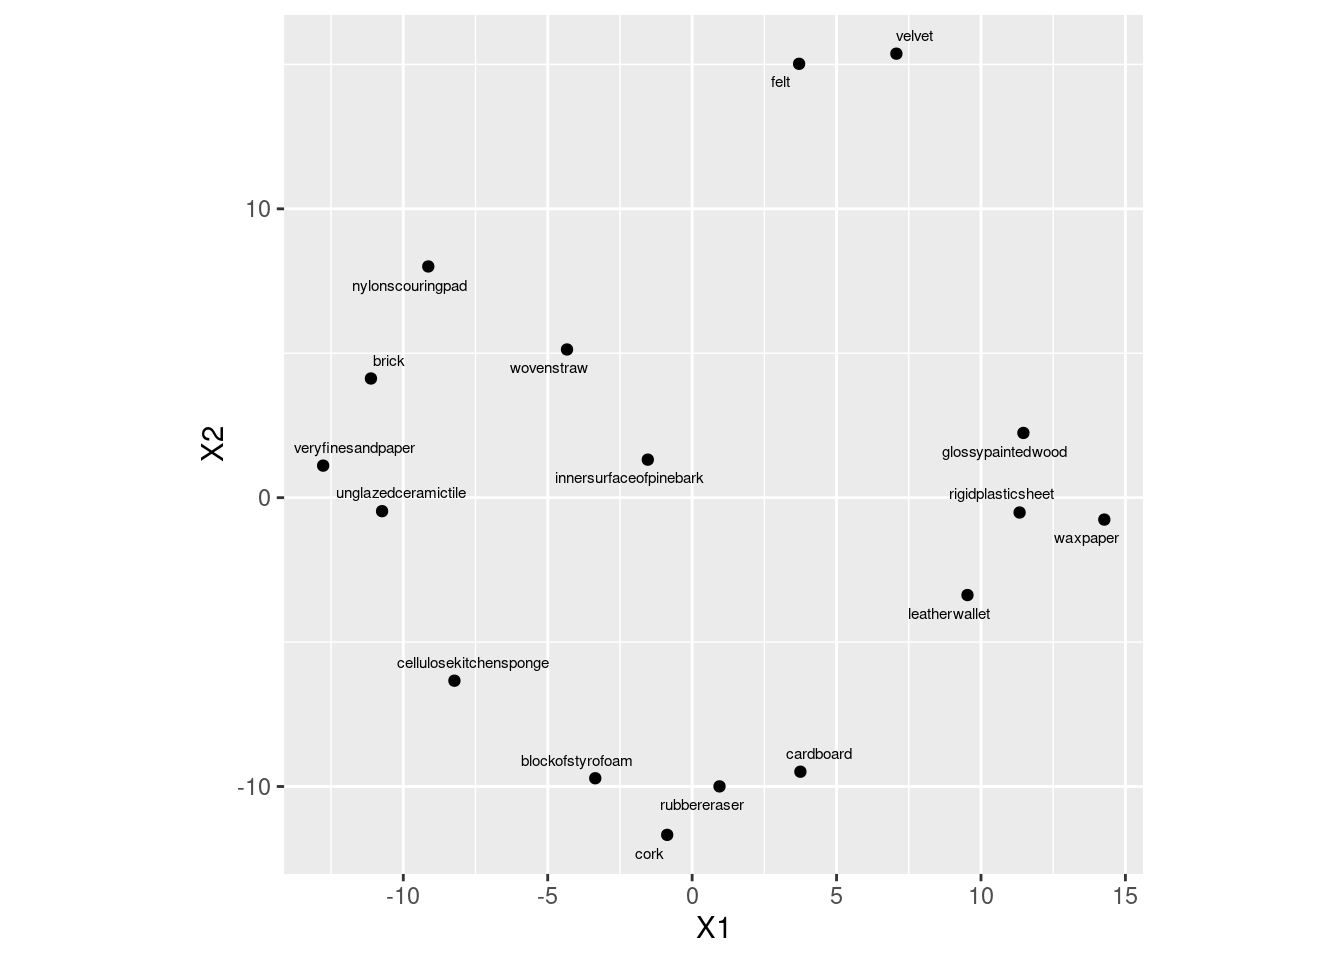 velvet
felt
10
nylonscouringpad
brick
wovenstraw
X2
glossypaintedwood
veryfinesandpaper
innersurfaceofpinebark
unglazedceramictile
rigidplasticsheet
0
waxpaper
leatherwallet
cellulosekitchensponge
cardboard
blockofstyrofoam
-10
rubbereraser
cork
-10 -5 0 5 10 15
X1